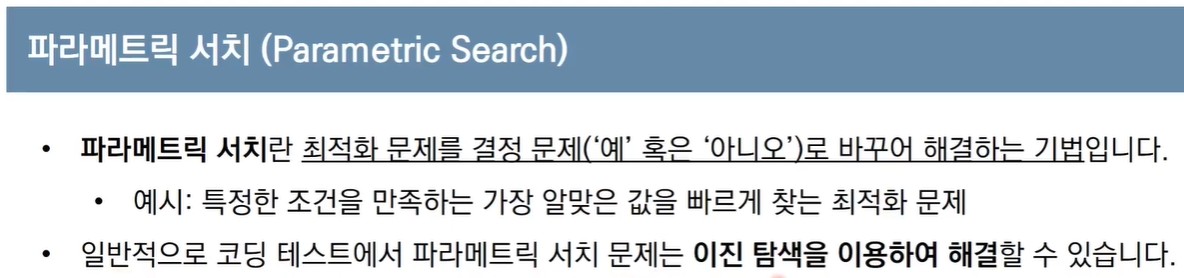 파라메트릭 서치 (Parametric Search)
• 파라메트릭 서치란 최적화 문제를 결정 문제(‘예’ 혹은 ‘아니오’)로 바꾸어 해결하는 기법입니다.
• 예시: 특정한 조건을 만족하는 가장 알맞은 값을 빠르게 찾는 최적화 문제
• 일반적으로 코딩 테스트에서 파라메트릭 서치 문제는 이진 탐색을 이용하여 해결할 수 있습니다.